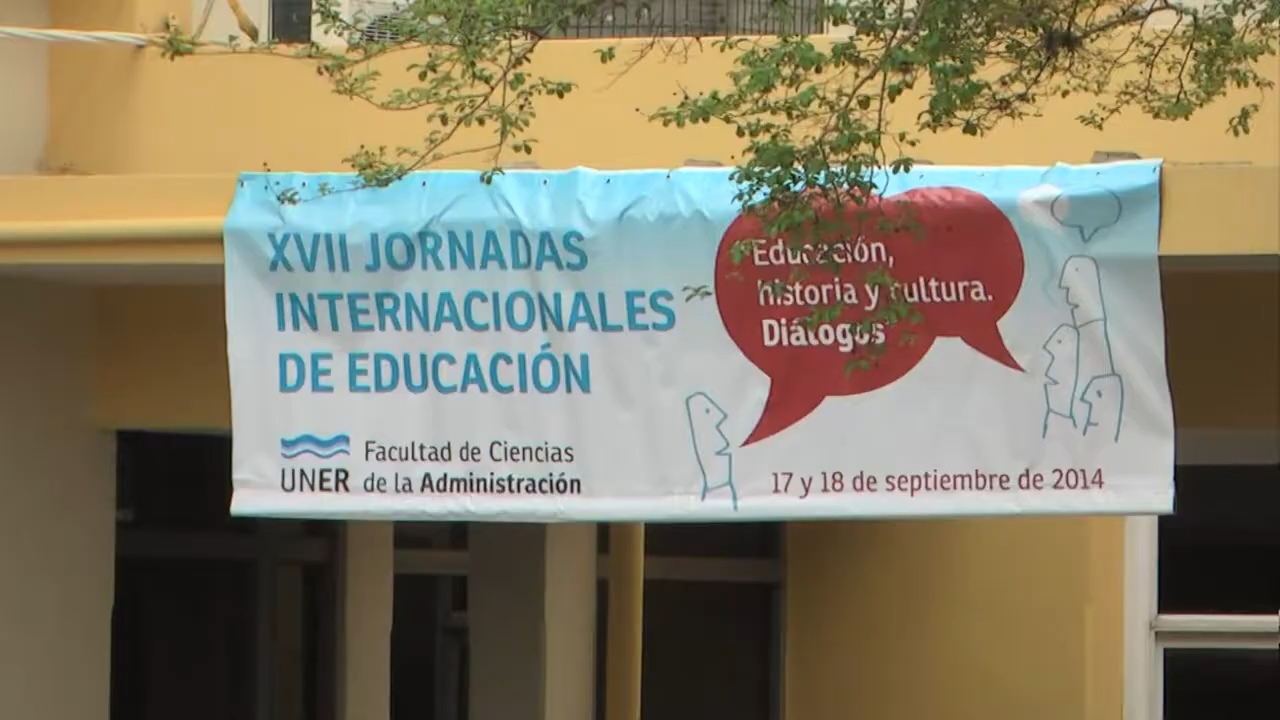 XVII JORNADAS
INTERNACIONALES
DE EDUCACIÓN
"Educación,
historia y cultura.
Diálogos"
UNER
Facultad de Ciencias
de la Administración
17 y 18 de septiembre de 2014